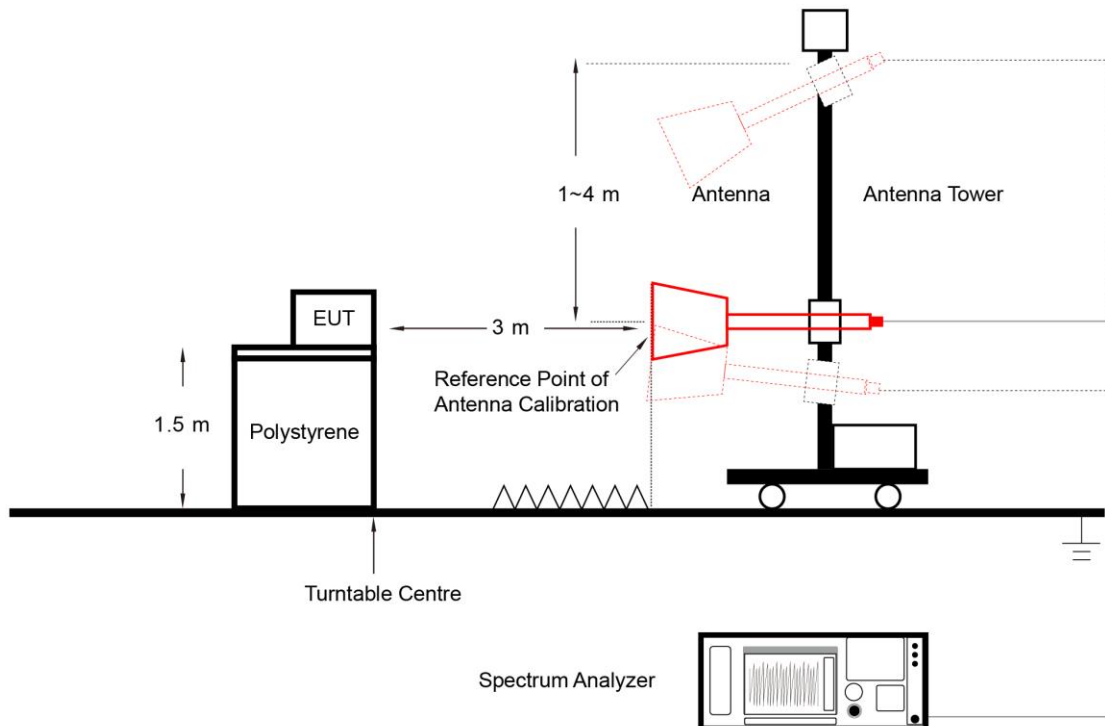 1~4 m
Antenna
Antenna Tower
EUT
3 m
Reference Point of
Antenna Calibration
1.5 m
Polystyrene
Turntable Centre
Spectrum Analyzer